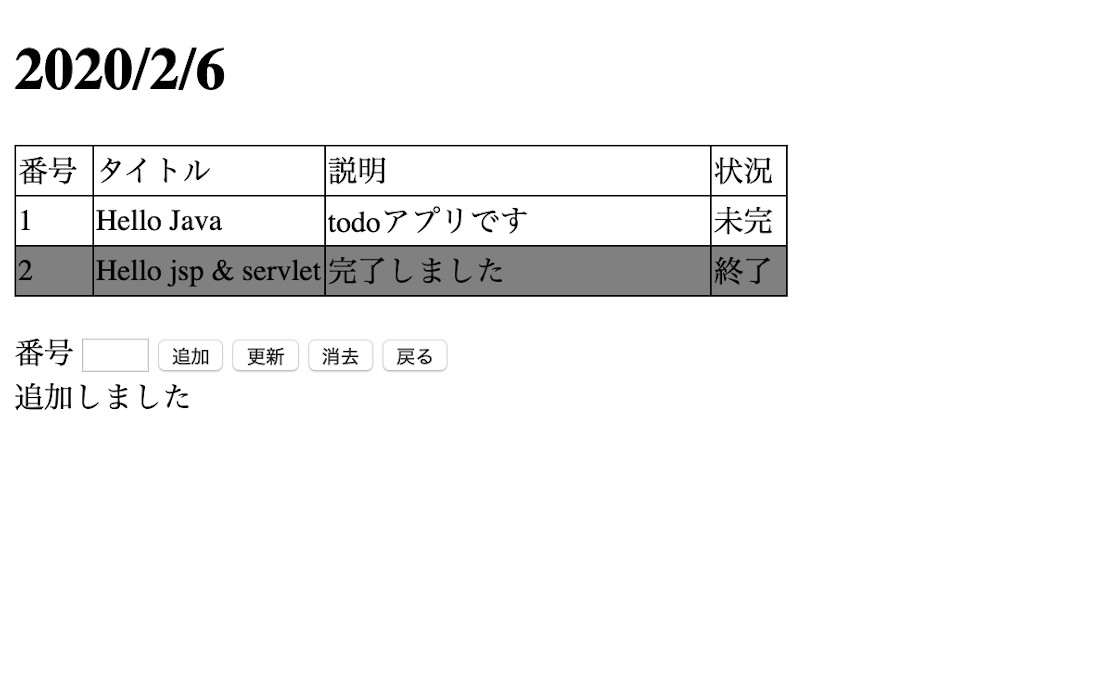 2020/2/6
番号 タイトル 説明 状況
1 Hello Java todoアプリです 未完
2 Hello jsp & servlet 完了しました 終了
番号 追加 更新 消去 戻る
追加しました